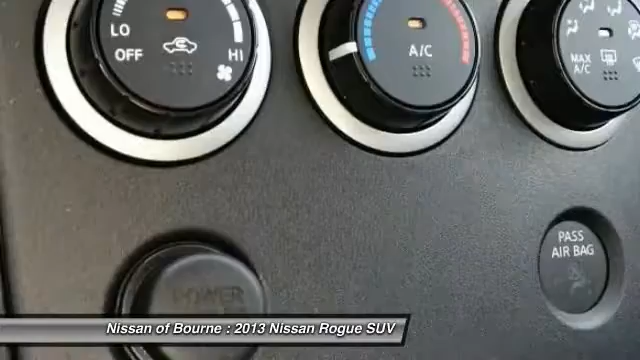 LO
OFF
HI
A/C
MAX
A/C
PASS
AIR BAG
POWER
Nissan of Bourne : 2013 Nissan Rogue SUV